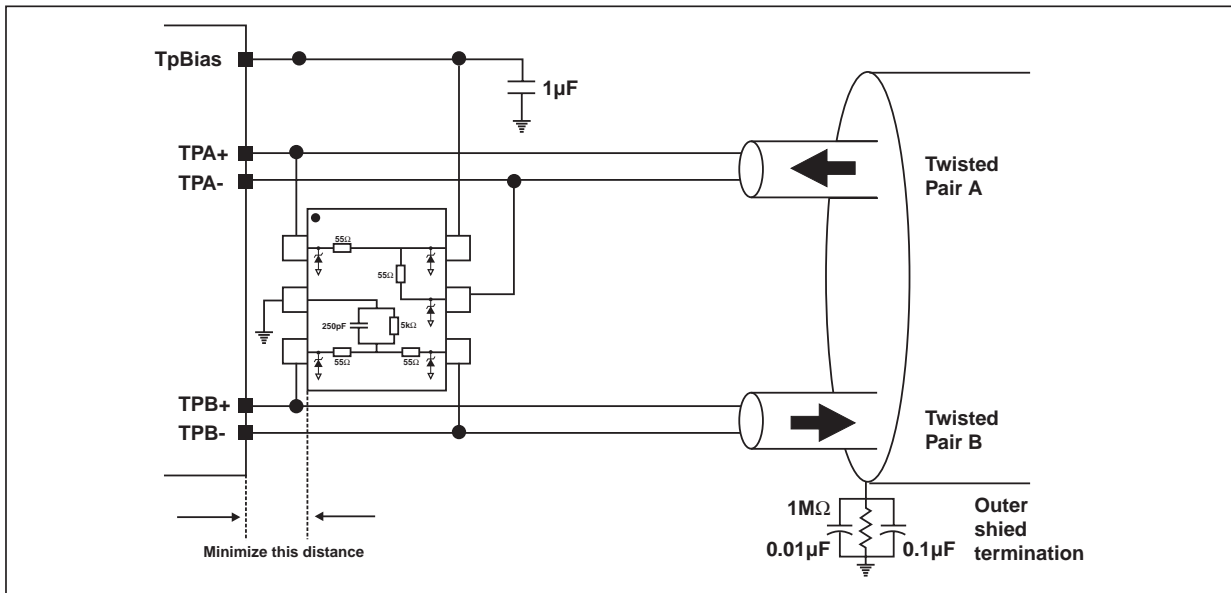 TpBias
1µF
TPA+
TPA-
Twisted
Pair A
55Ω
55Ω
250pF
5kΩ
55Ω
55Ω
TPB+
TPB-
Twisted
Pair B
1MΩ
0.01µF
0.1µF
Outer
shied
termination
Minimize this distance